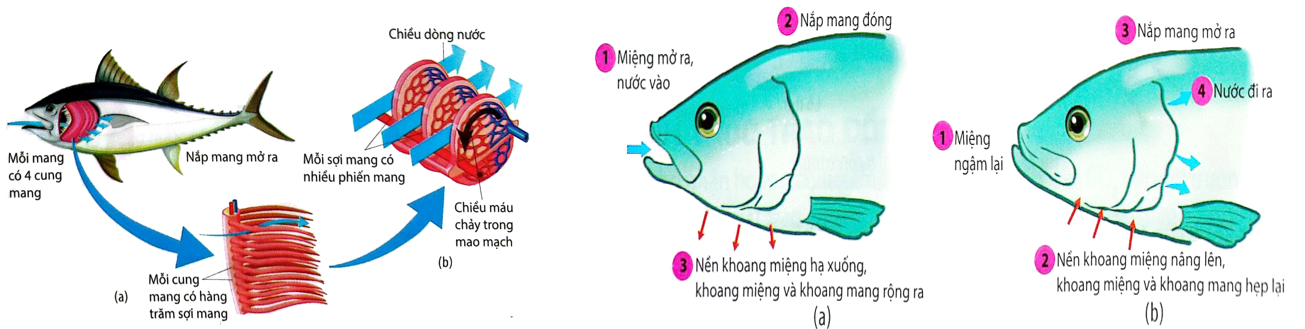 Mỗi mang
có 4 cung
mang
Nắp mang mở ra
Mỗi cung
mang có hàng
trăm sợi mang
(a)
Chiều dòng nước
Mỗi sợi mang có
nhiều phiến mang
Chiều máu
chảy trong
mao mạch
(b)
1 Miệng mở ra,
nước vào
2 Nắp mang đóng
3 Nền khoang miệng hạ xuống,
khoang miệng và khoang mang rộng ra
(a)
1 Miệng
ngậm lại
3 Nắp mang mở ra
4 Nước đi ra
2 Nền khoang miệng nâng lên,
khoang miệng và khoang mang hẹp lại
(b)